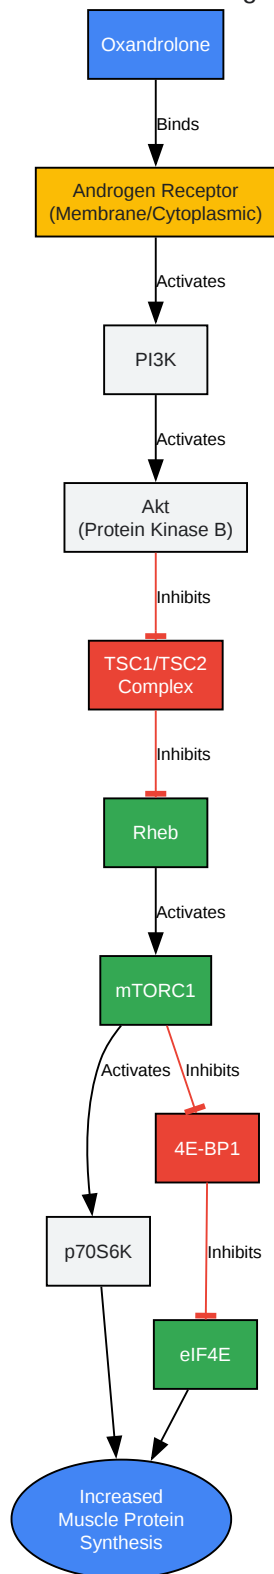 Oxandrolone
Binds
Androgen Receptor
(Membrane/Cytoplasmic)
Activates
PI3K
Activates
Akt
(Protein Kinase B)
Inhibits
TSC1/TSC2
Complex
Inhibits
Rheb
Activates
mTORC1
Activates
Inhibits
4E-BP1
p70S6K
Inhibits
eIF4E
Increased
Muscle Protein
Synthesis